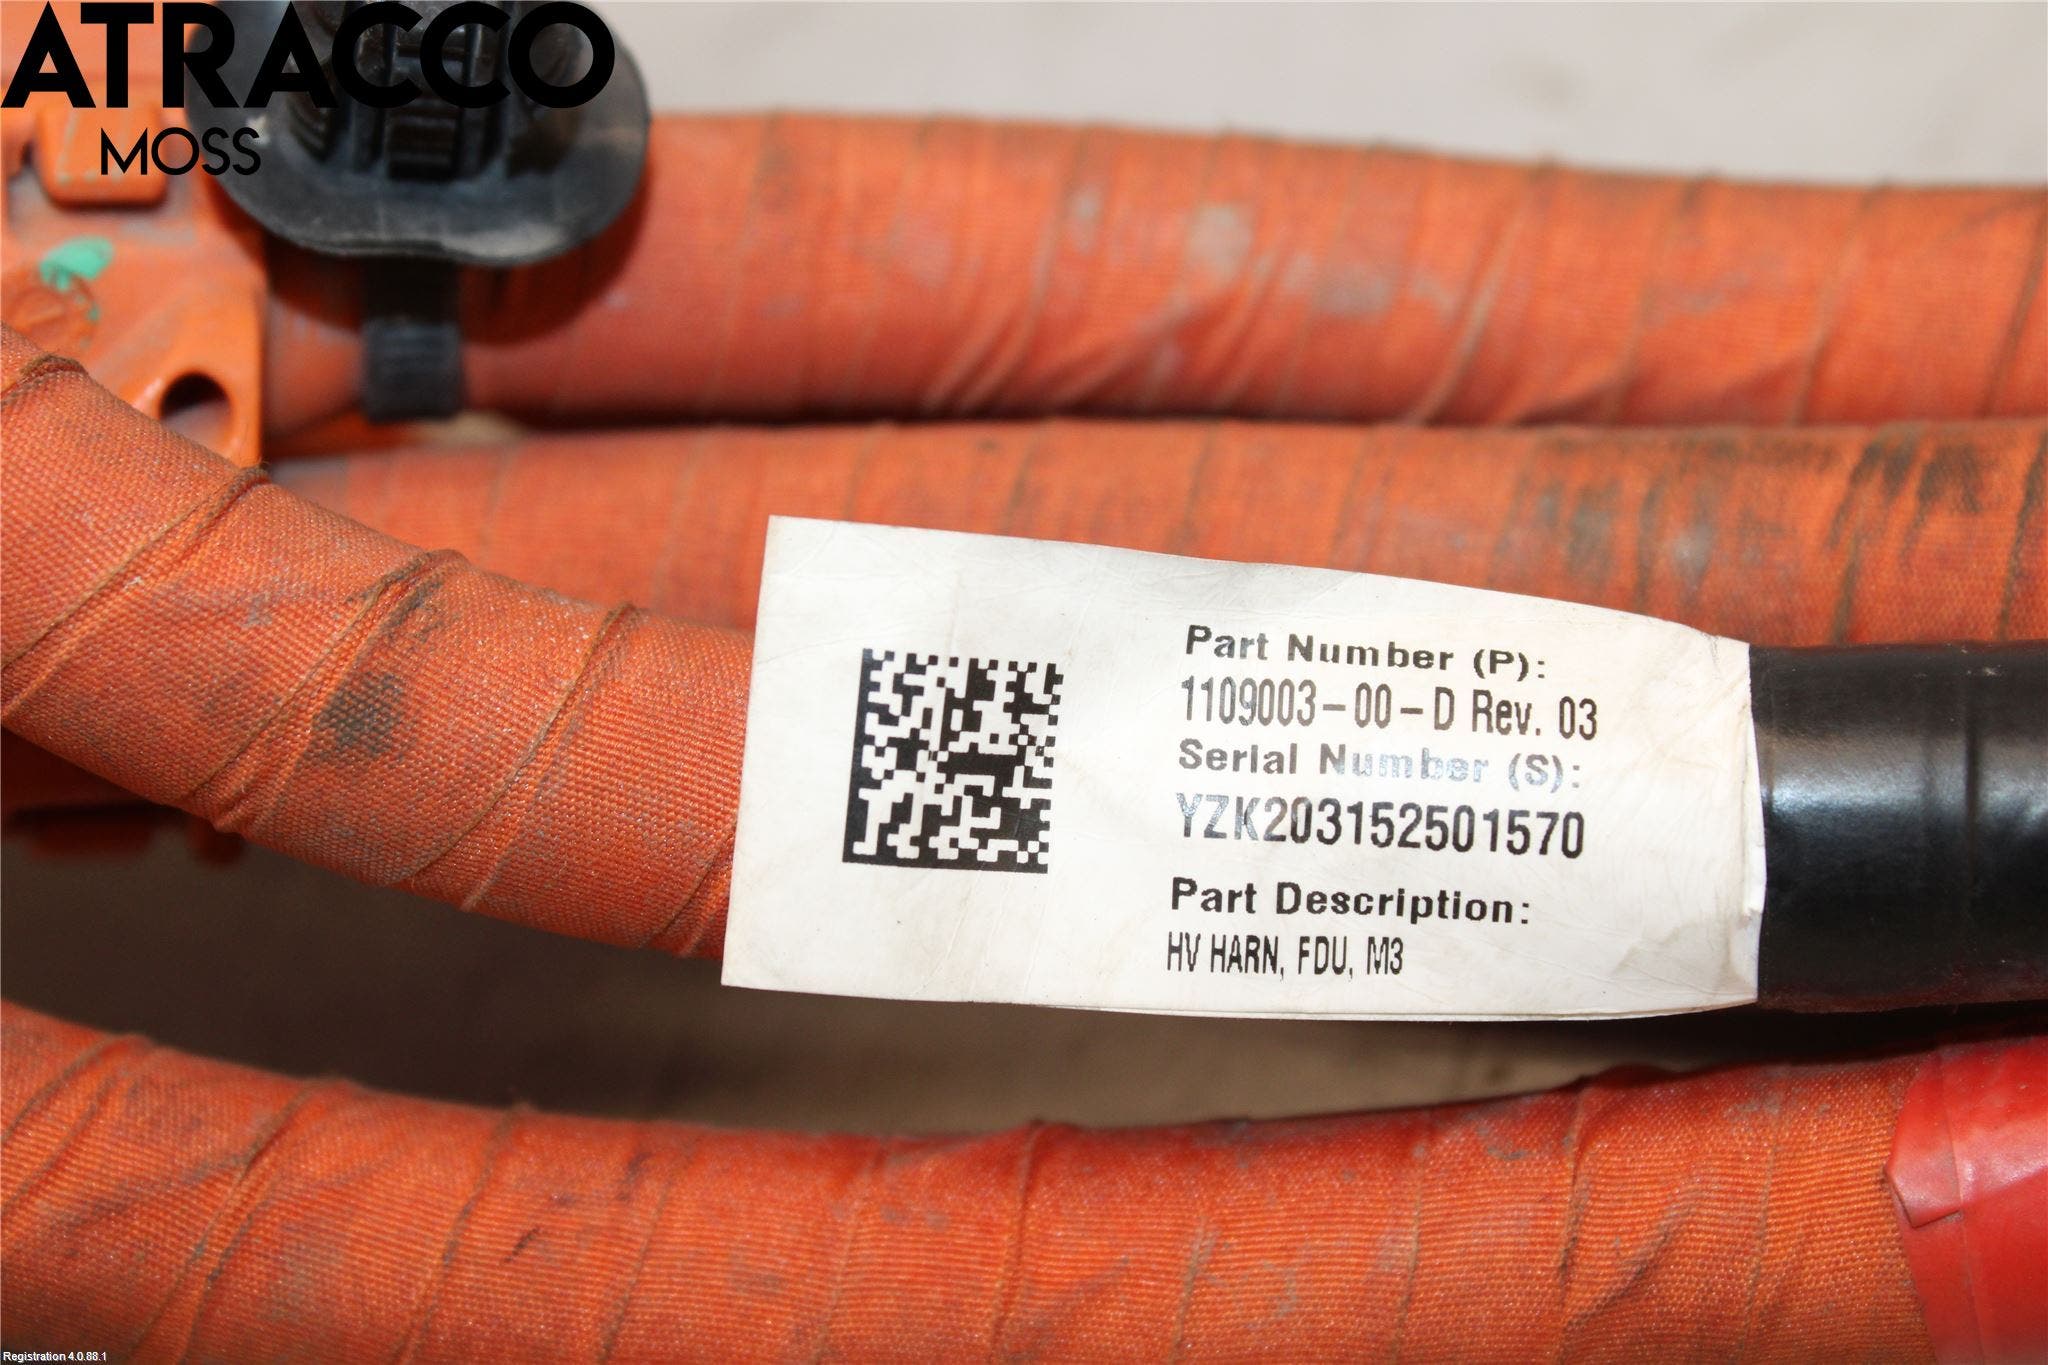 ATRACCO
MOSS
Part Number (P):
1109003-00-D Rev. 03
Serial Number (S):
YZK203152501570
Part Description:
HV HARN, FDU, M3
Registration 4.0.88.1